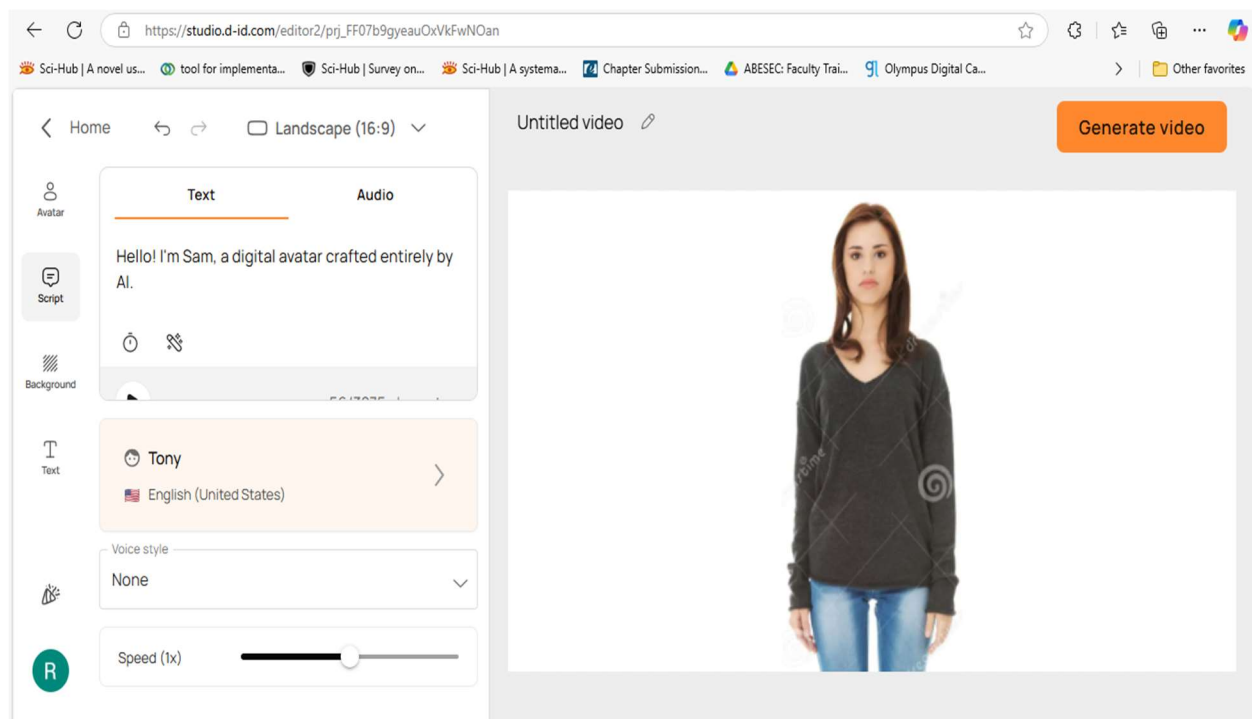 https://studio.d-id.com/editor2/prj_FF07b9gyeauOxVkFwNOan
Sci-Hub | A novel us...
tool for implementa...
Sci-Hub | Survey on...
Sci-Hub | A systema...
Chapter Submission...
ABESEC: Faculty Trai...
Olympus Digital Ca...
Other favorites
Home
Landscape (16:9)
Untitled video
Generate video
Avatar
Script
Background
Text
Text
Audio
Hello! I'm Sam, a digital avatar crafted entirely by
AI.
Tony
English (United States)
Voice style
None
Speed (1x)
R